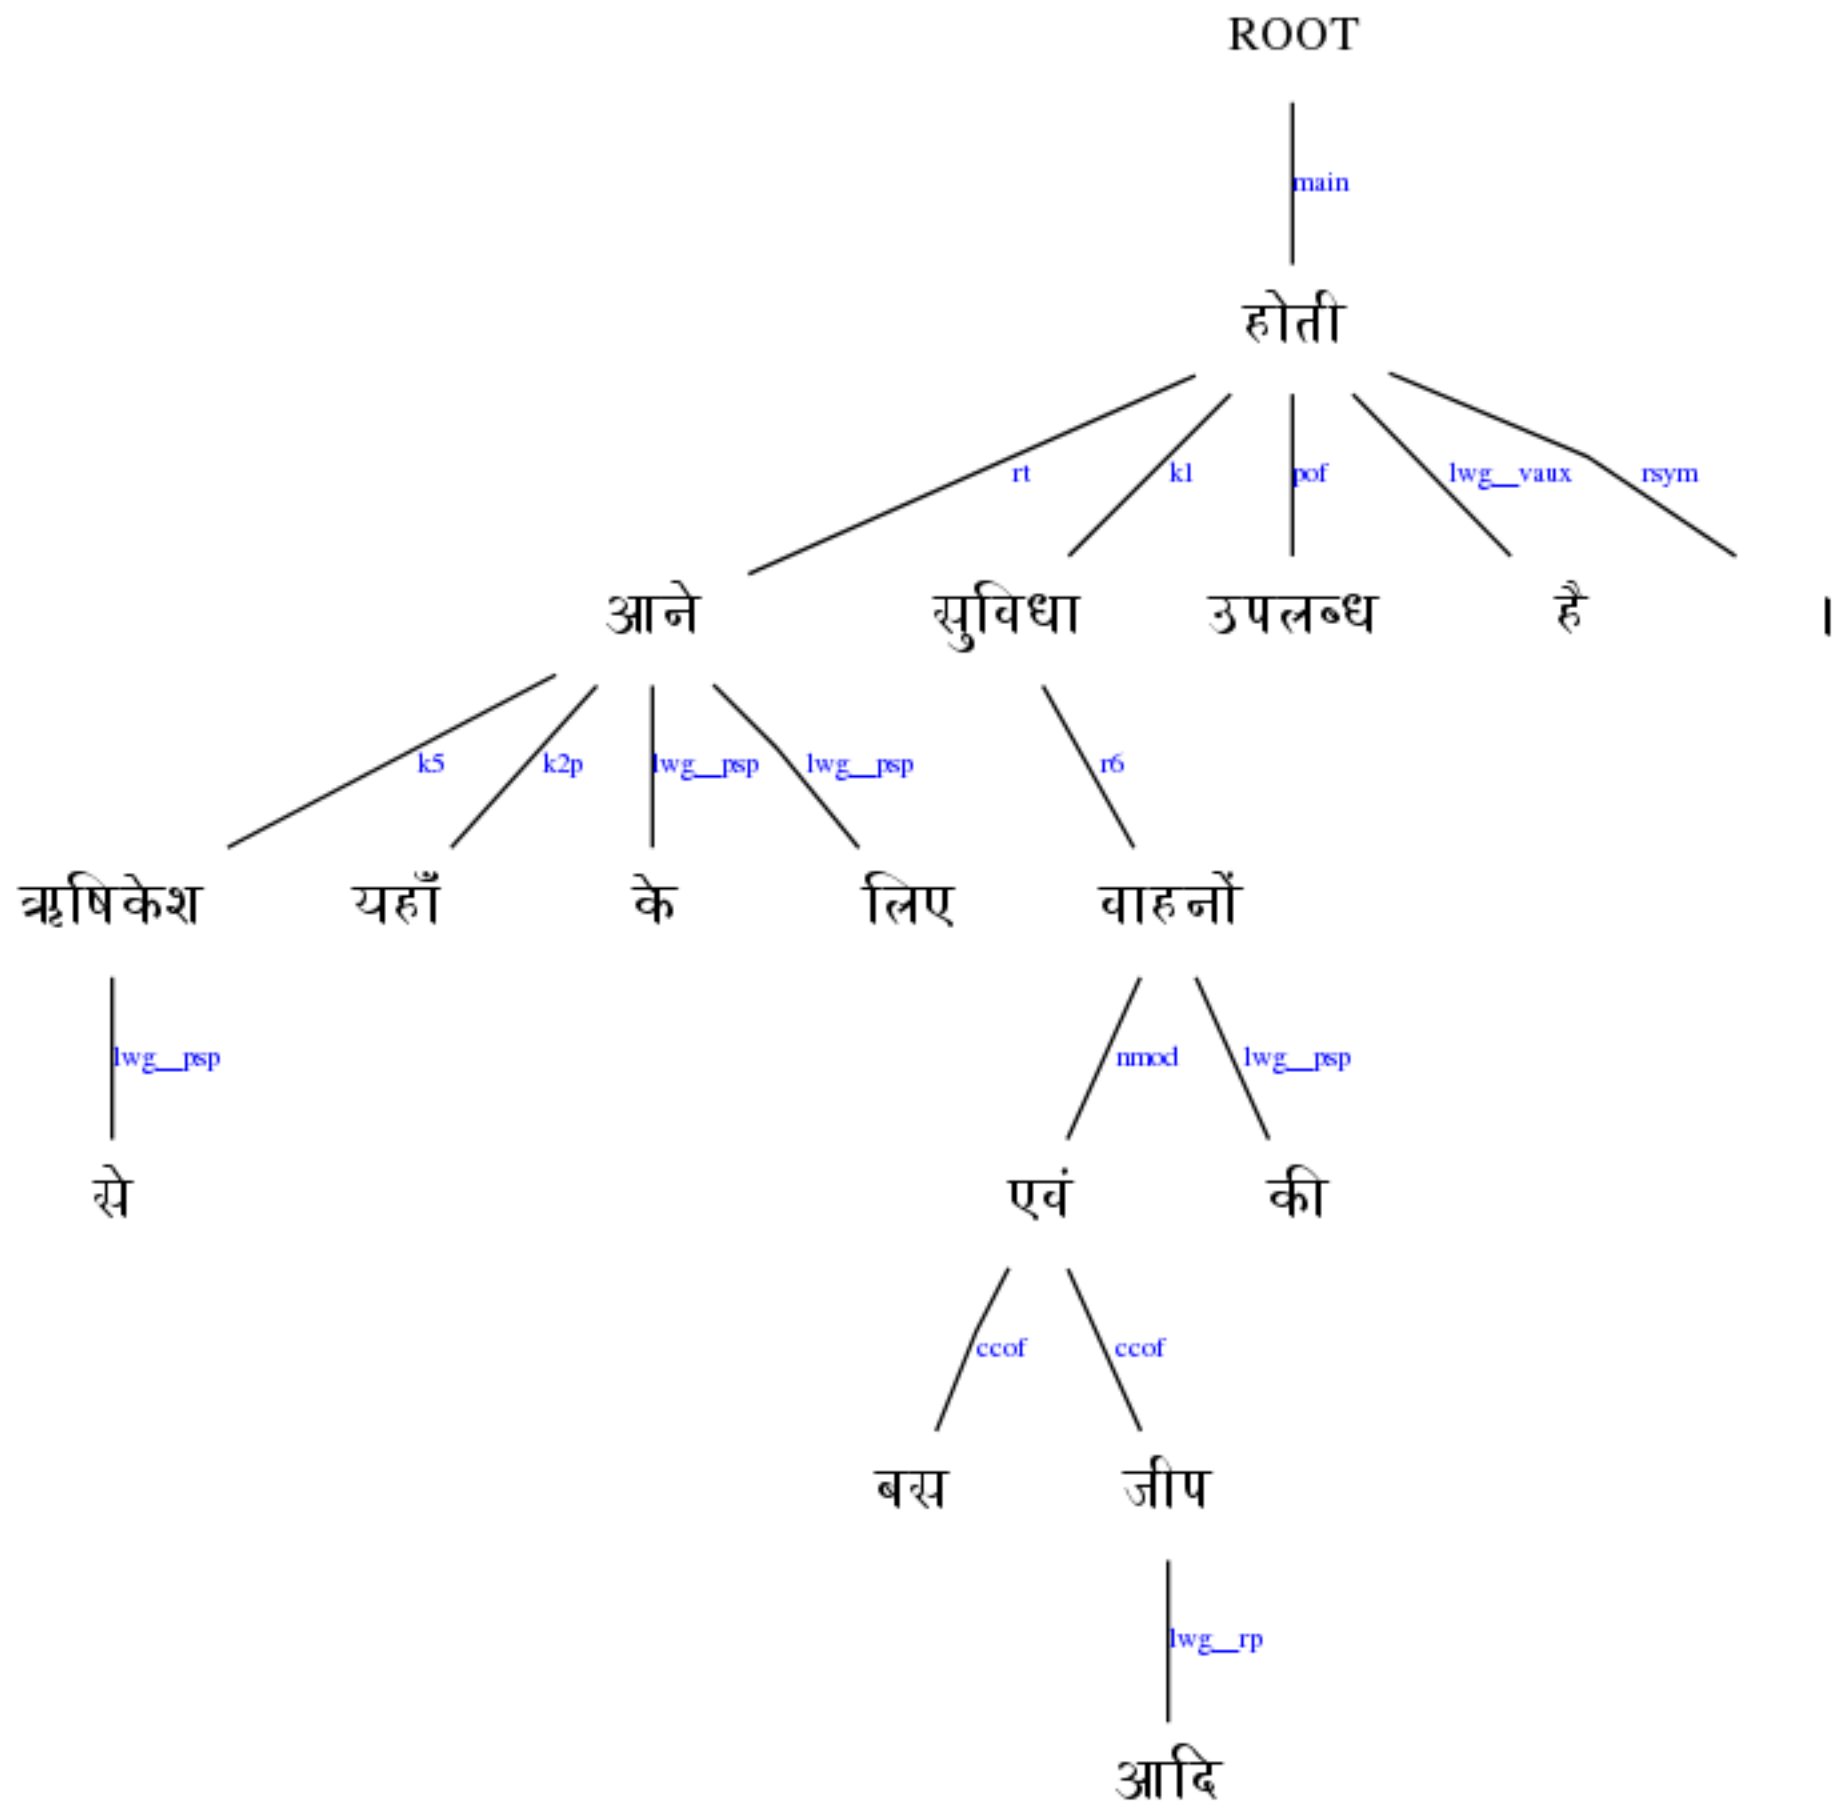 ROOT
main
होती
rt k1 pof lwg__vaux rsym
आने सुविधा उपलब्ध है ।
k5 k2p lwg__psp lwg__psp r6
ऋषिकेश यहाँ के लिए वाहनों
lwg__psp nmod lwg__psp
से एवं की
ccof ccof
बस जीप
lwg__rp
आदि